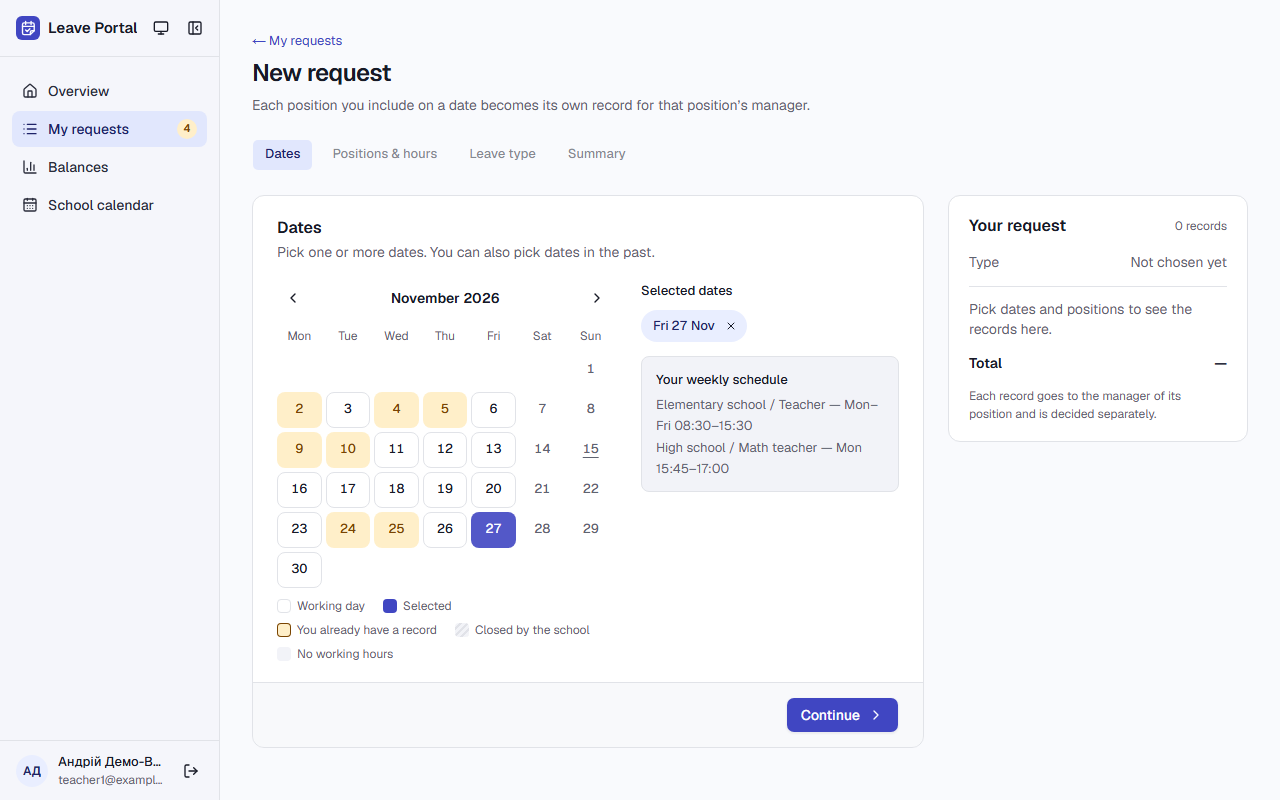 Leave Portal
Overview
My requests 4
Balances
School calendar
Андрій Демо-В...
teacher1@exampl...
← My requests
New request
Each position you include on a date becomes its own record for that position's manager.
Dates Positions & hours Leave type Summary
Dates
Pick one or more dates. You can also pick dates in the past.
November 2026
Mon Tue Wed Thu Fri Sat Sun
1
2 3 4 5 6 7 8
9 10 11 12 13 14 15
16 17 18 19 20 21 22
23 24 25 26 27 28 29
30
Working day Selected
You already have a record Closed by the school
No working hours
Selected dates
Fri 27 Nov ×
Your weekly schedule
Elementary school / Teacher — Mon–
Fri 08:30–15:30
High school / Math teacher — Mon
15:45–17:00
Continue
Your request 0 records
Type Not chosen yet
Pick dates and positions to see the
records here.
Total —
Each record goes to the manager of its
position and is decided separately.